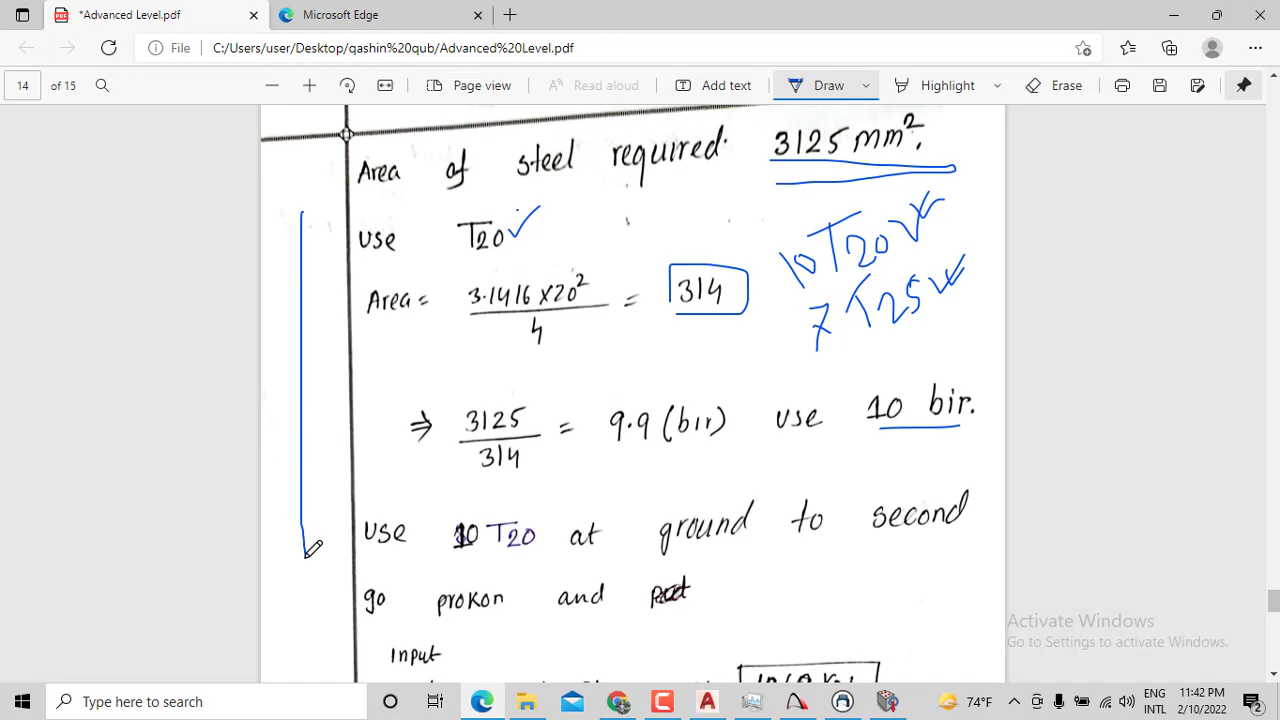 *Advanced Level.pdf
Microsoft Edge
File C:/Users/user/Desktop/qashin%20qub/Advanced%20Level.pdf
14 of 15 Page view Read aloud Add text Draw Highlight Erase
Area of steel required. 3125 mm².
Use T20 ✓
10 T20 ✓
Area = 3.1416 X 20² / 4 = 314
7 T25 ✓
⇒ 3125 / 314 = 9.9 (bir) use 10 bir.
Use 10 T20 at ground to second
go prokon and
Input
Activate Windows
Go to Settings to activate Windows.
Type here to search
74°F
ENG 11:42 PM
INTL 2/10/2022
2